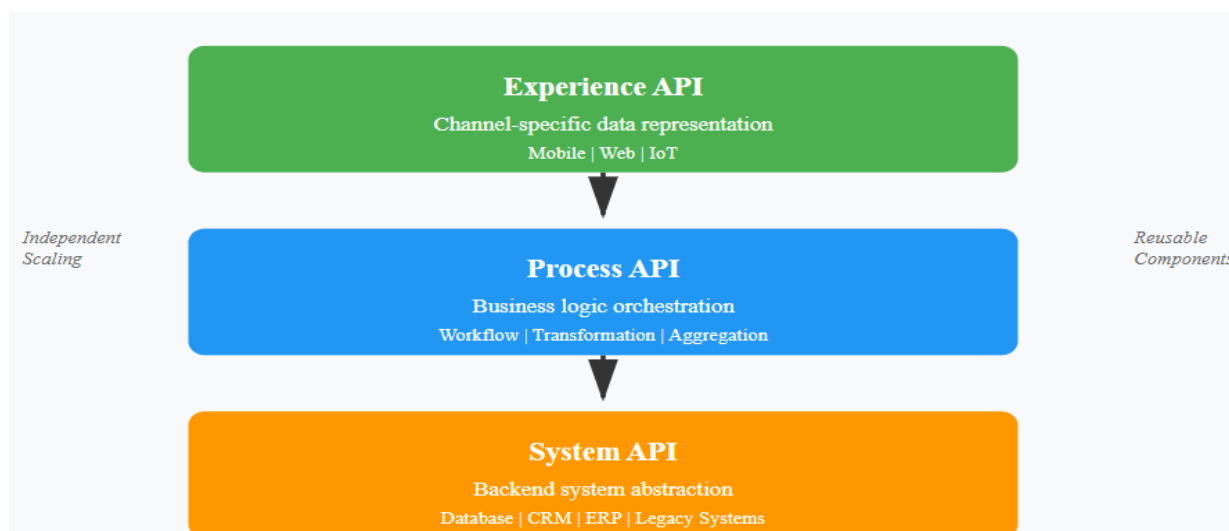 Experience API
Channel-specific data representation
Mobile | Web | IoT
Independent
Scaling
Reusable
Components
Process API
Business logic orchestration
Workflow | Transformation | Aggregation
System API
Backend system abstraction
Database | CRM | ERP | Legacy Systems